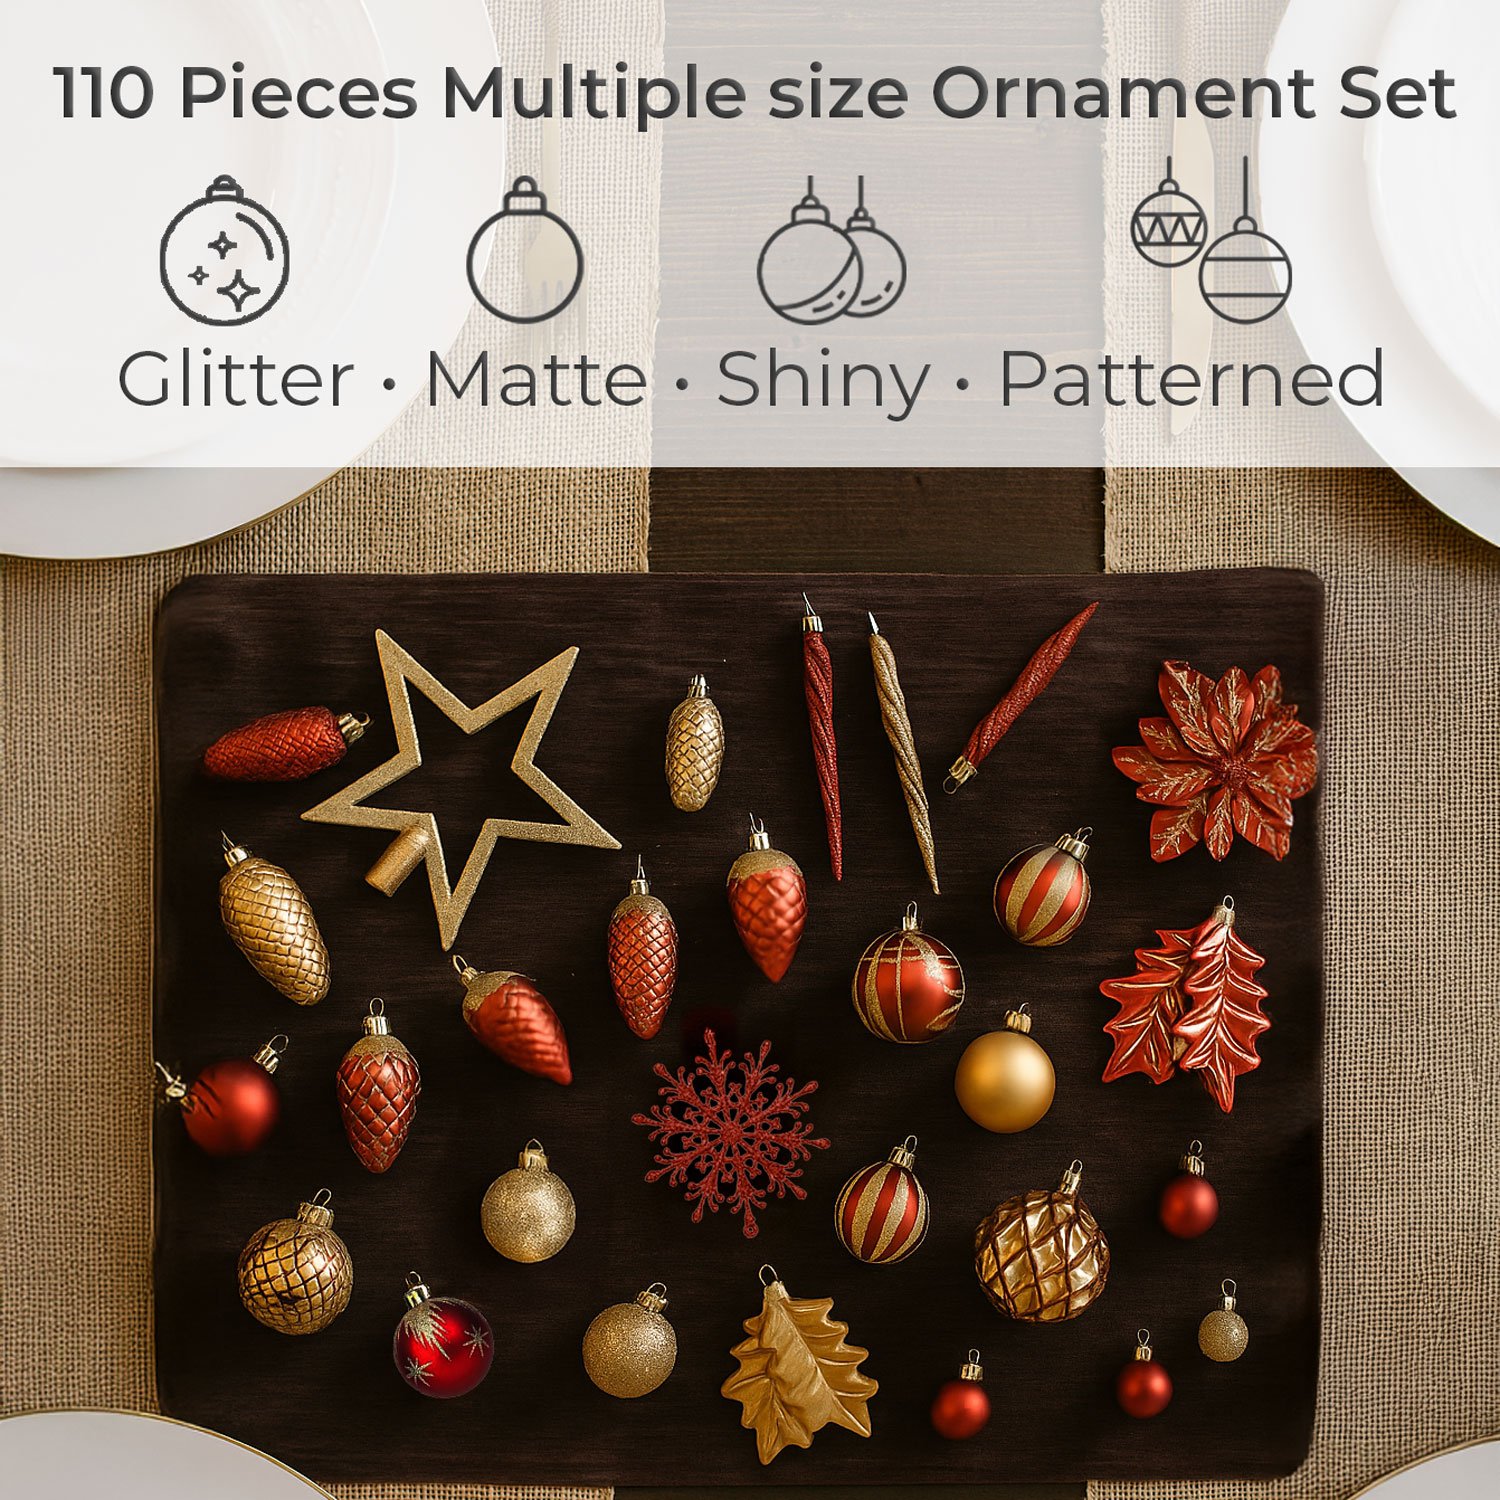 110 Pieces Multiple size Ornament Set
Glitter • Matte • Shiny • Patterned